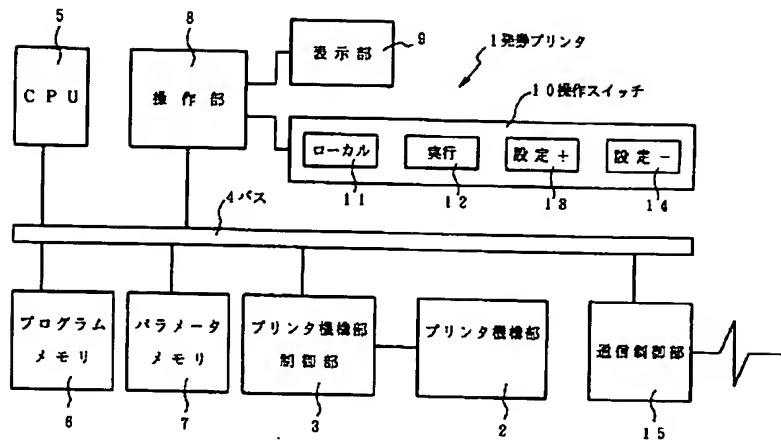 5
8
9
1発券プリンタ
CPU
操作部
表示部
10操作スイッチ
ローカル
実行
設定+
設定-
11
12
13
14
4バス
プログラム
メモリ
パラメータ
メモリ
プリンタ機構部
制御部
プリンタ機構部
通信制御部
6
7
3
2
15